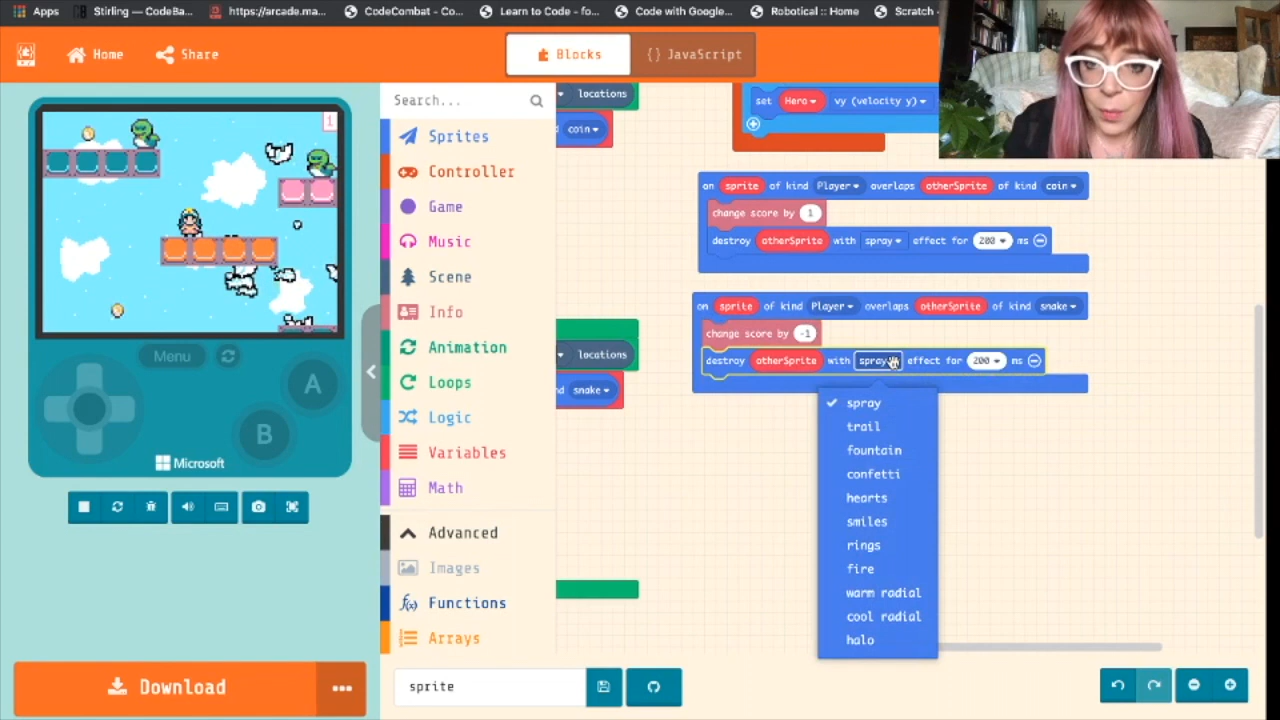 Apps
Stirling — CodeBa...
https://arcade.ma...
CodeCombat - Co...
Learn to Code - fo...
Code with Google...
Robotical :: Home
Scratch -
Home
Share
Blocks
{} JavaScript
1
Menu
A
B
Microsoft
Download
Search...
Sprites
Controller
Game
Music
Scene
Info
Animation
Loops
Logic
Variables
Math
Advanced
Images
Functions
Arrays
locations
coin
locations
snake
set Hero vy (velocity y)
on sprite of kind Player overlaps otherSprite of kind coin
change score by 1
destroy otherSprite with spray effect for 200 ms
on sprite of kind Player overlaps otherSprite of kind snake
change score by -1
destroy otherSprite with spray effect for 200 ms
spray
trail
fountain
confetti
hearts
smiles
rings
fire
warm radial
cool radial
halo
sprite